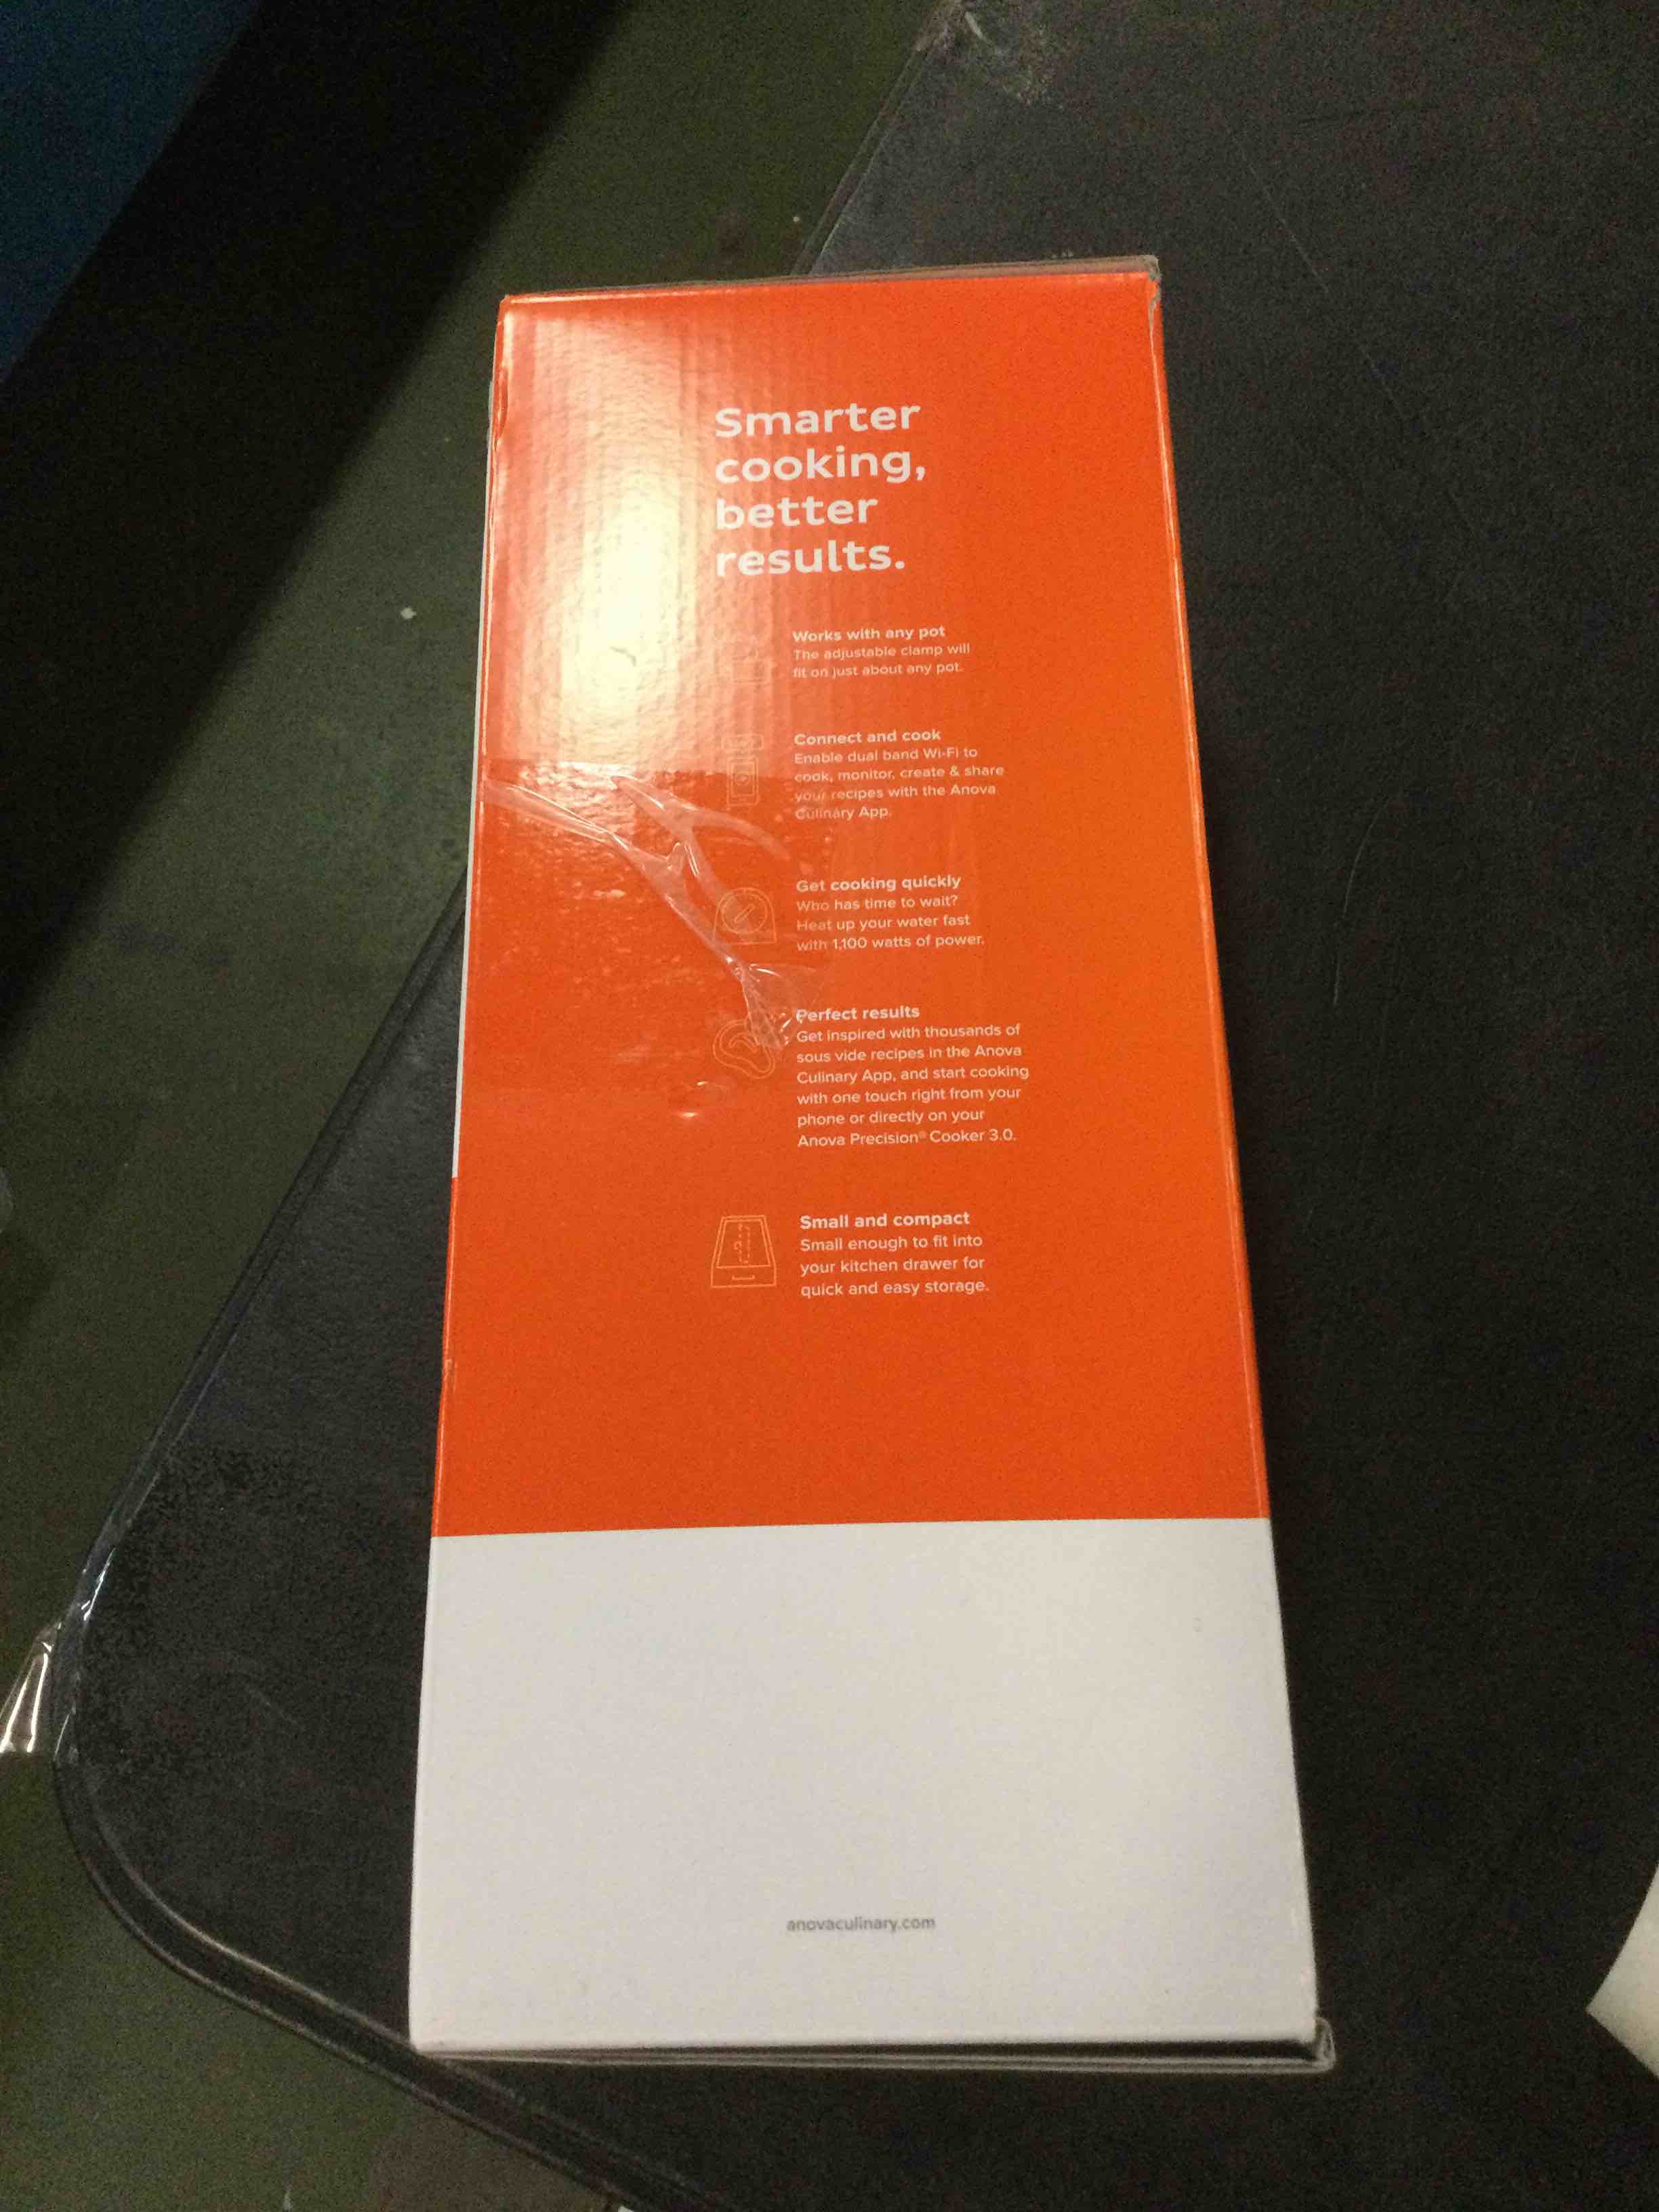 Smarter
cooking,
better
results.
Works with any pot
The adjustable clamp will
fit on just about any pot.
Connect and cook
Enable dual band Wi-Fi to
cook, monitor, create & share
your recipes with the Anova
Culinary App.
Get cooking quickly
Who has time to wait?
Heat up your water fast
with 1,100 watts of power.
Perfect results
Get inspired with thousands of
sous vide recipes in the Anova
Culinary App, and start cooking
with one touch right from your
phone or directly on your
Anova Precision® Cooker 3.0.
Small and compact
Small enough to fit into
your kitchen drawer for
quick and easy storage.
anovaculinary.com